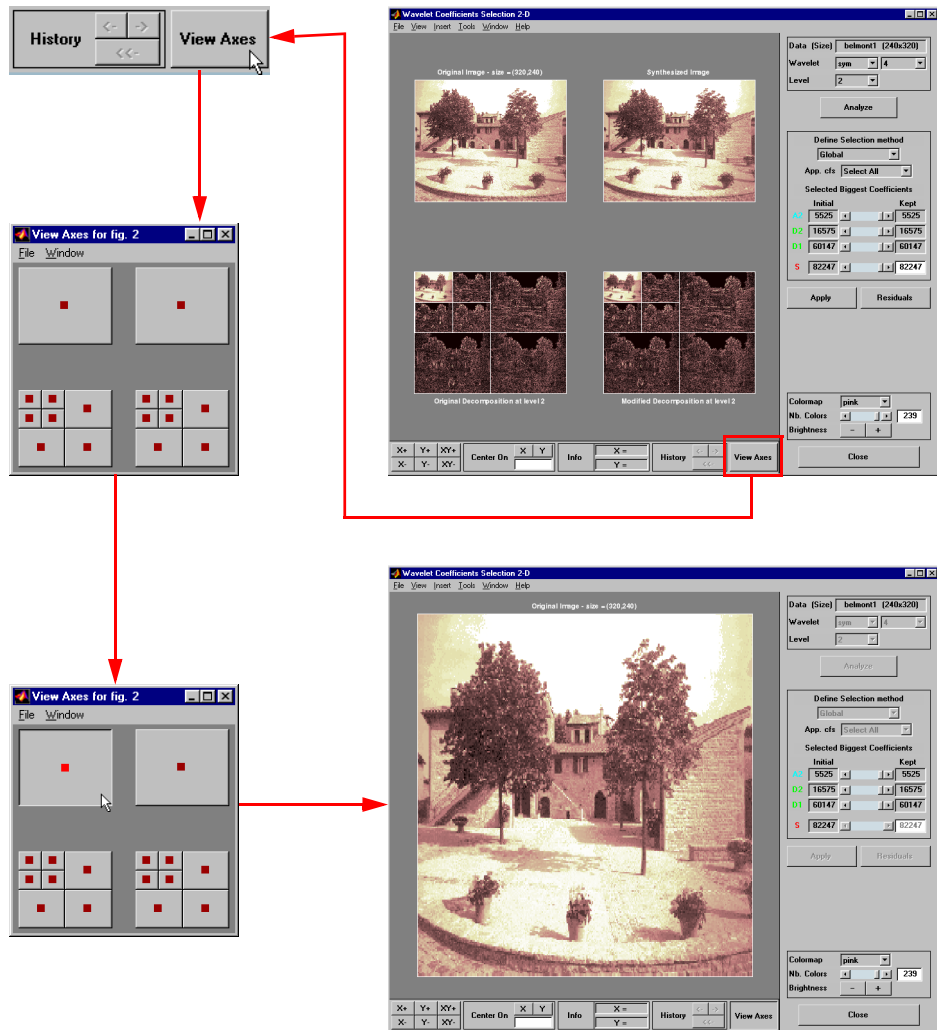 History
<-
->
<<-
View Axes
Wavelet Coefficients Selection 2-D
File View Insert Tools Window Help
Original Image - size = (320,240)
Synthesized Image
Original Decomposition at level 2
Modified Decomposition at level 2
Data (Size) belmont1 (240x320)
Wavelet sym 4
Level 2
Analyze
Define Selection method
Global
App. cfs Select All
Selected Biggest Coefficients
Initial Kept
A2 5525 5525
D2 16575 16575
D1 60147 60147
S 82247 82247
Apply Residuals
Colormap pink
Nb. Colors 239
Brightness - +
X+ Y+ XY+
X- Y- XY-
Center On X Y
Info X =
Y =
History <- ->
<<-
View Axes
Close
View Axes for fig. 2
File Window
View Axes for fig. 2
File Window
Wavelet Coefficients Selection 2-D
File View Insert Tools Window Help
Original Image - size = (320,240)
Data (Size) belmont1 (240x320)
Wavelet sym 4
Level 2
Analyze
Define Selection method
Global
App. cfs Select All
Selected Biggest Coefficients
Initial Kept
A2 5525 5525
D2 16575 16575
D1 60147 60147
S 82247 82247
Apply Residuals
Colormap pink
Nb. Colors 239
Brightness - +
X+ Y+ XY+
X- Y- XY-
Center On X Y
Info X =
Y =
History <- ->
<<-
View Axes
Close